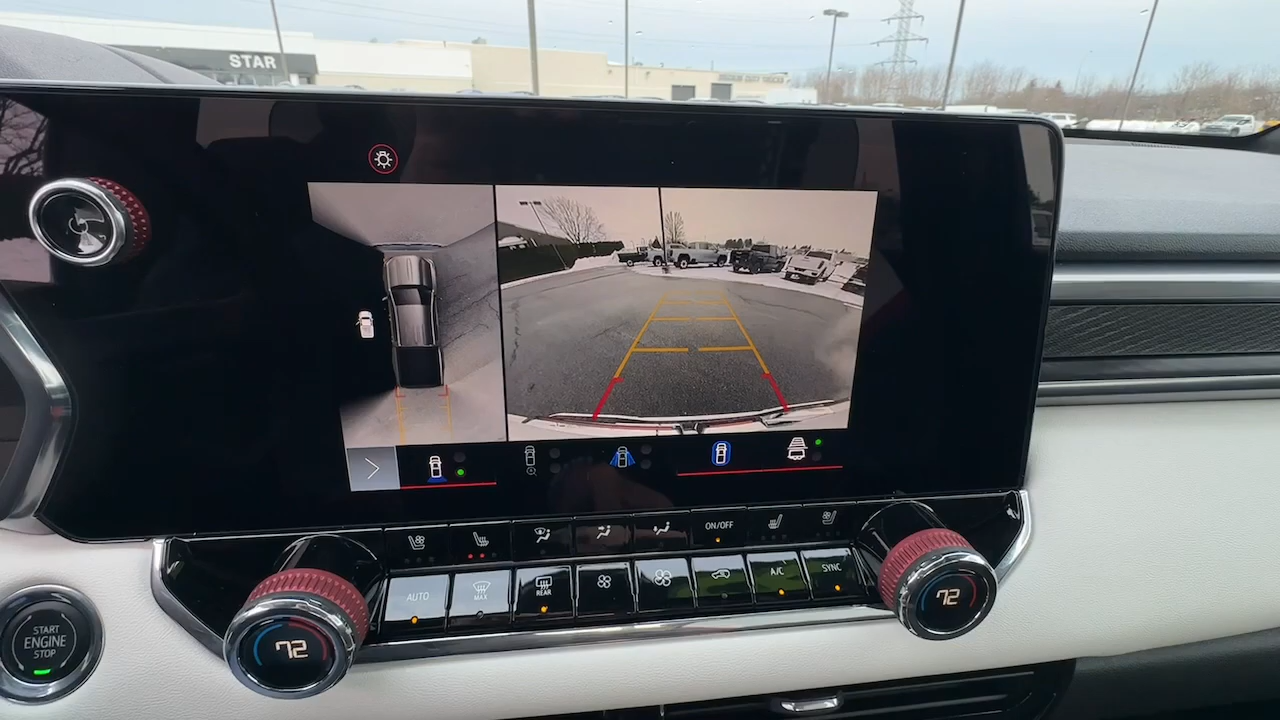 STAR
ON/OFF
AUTO
MAX
REAR
A/C
SYNC
72
72
START
ENGINE
STOP